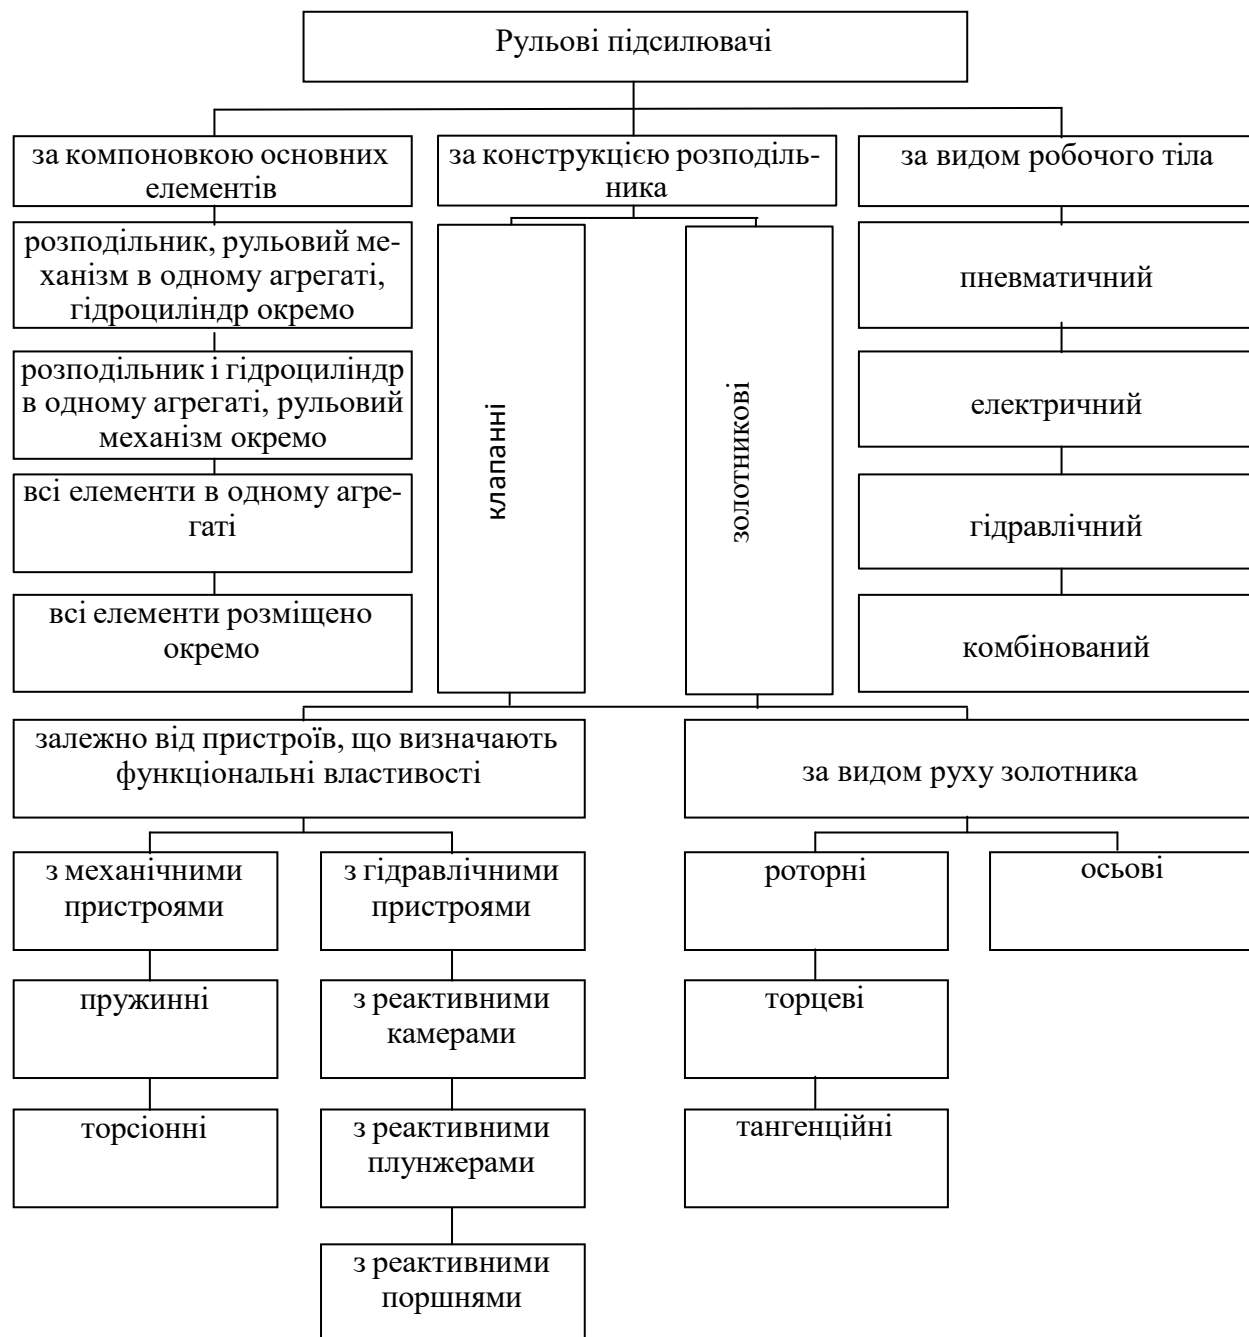 Рульові підсилювачі
за компоновкою основних
елементів
за конструкцією розподіль-
ника
за видом робочого тіла
розподільник, рульовий ме-
ханізм в одному агрегаті,
гідроциліндр окремо
розподільник і гідроциліндр
в одному агрегаті, рульовий
механізм окремо
всі елементи в одному агре-
гаті
всі елементи розміщено
окремо
клапанні
золотникові
пневматичний
електричний
гідравлічний
комбінований
залежно від пристроїв, що визначають
функціональні властивості
за видом руху золотника
з механічними
пристроями
пружинні
торсіонні
з гідравлічними
пристроями
з реактивними
камерами
з реактивними
плунжерами
з реактивними
поршнями
роторні
торцеві
тангенційні
осьові